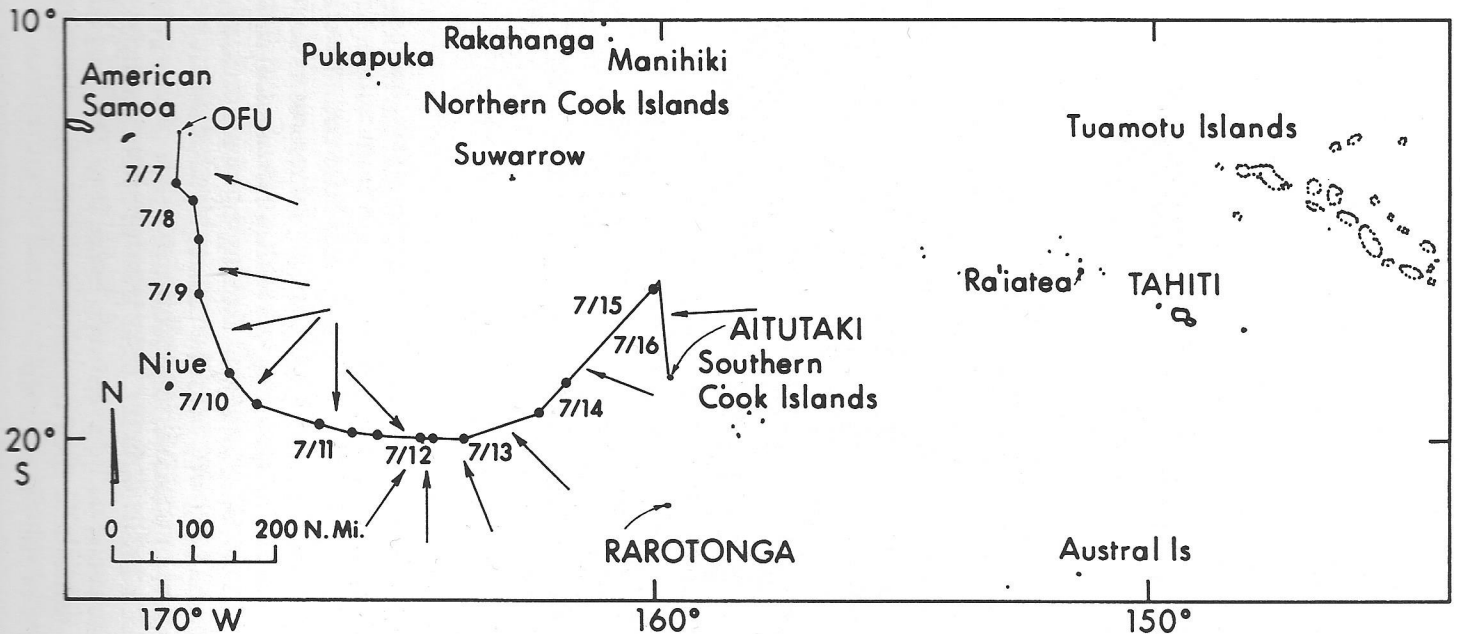 10°
Pukapuka
Rakahanga
Manihiki
American
Samoa
OFU
Northern Cook Islands
Suwarrow
Tuamotu Islands
7/7
7/8
7/9
Ra'iatea
TAHITI
7/15
7/16
AITUTAKI
Southern
Cook Islands
Niue
N
7/10
7/14
20°
S
7/11
7/12
7/13
0 100 200 N. Mi.
RAROTONGA
Austral Is
170° W
160°
150°